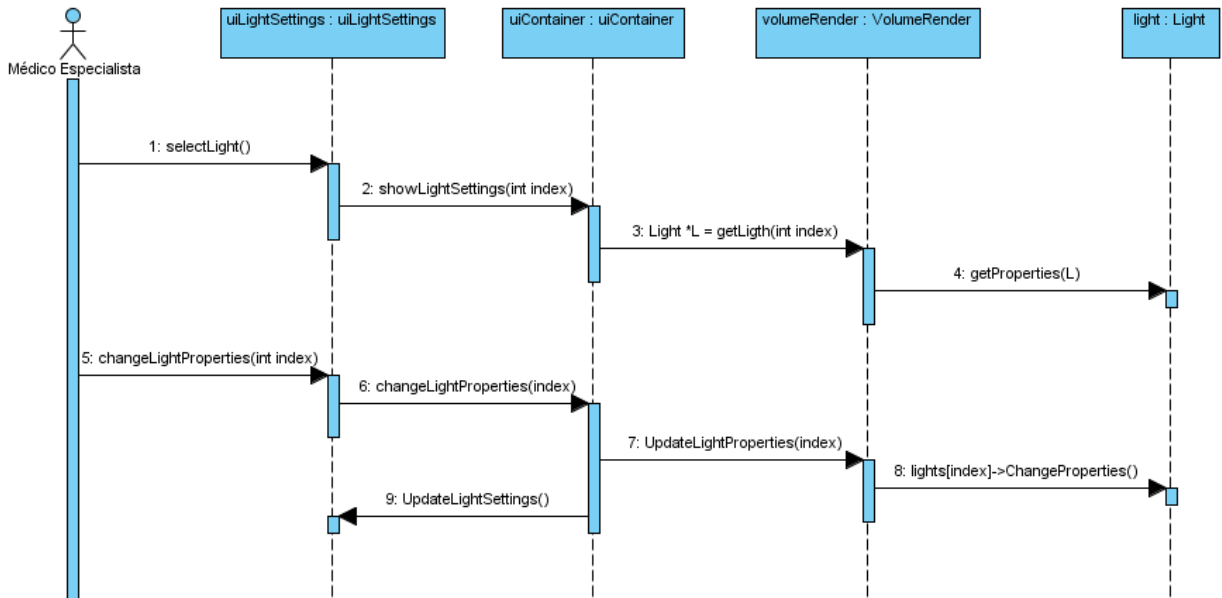 uiLightSettings : uiLightSettings
uiContainer : uiContainer
volumeRender : VolumeRender
light : Light
Médico Especialista
1: selectLight()
2: showLightSettings(int index)
3: Light *L = getLigth(int index)
4: getProperties(L)
5: changeLightProperties(int index)
6: changeLightProperties(index)
7: UpdateLightProperties(index)
8: lights[index]->ChangeProperties()
9: UpdateLightSettings()